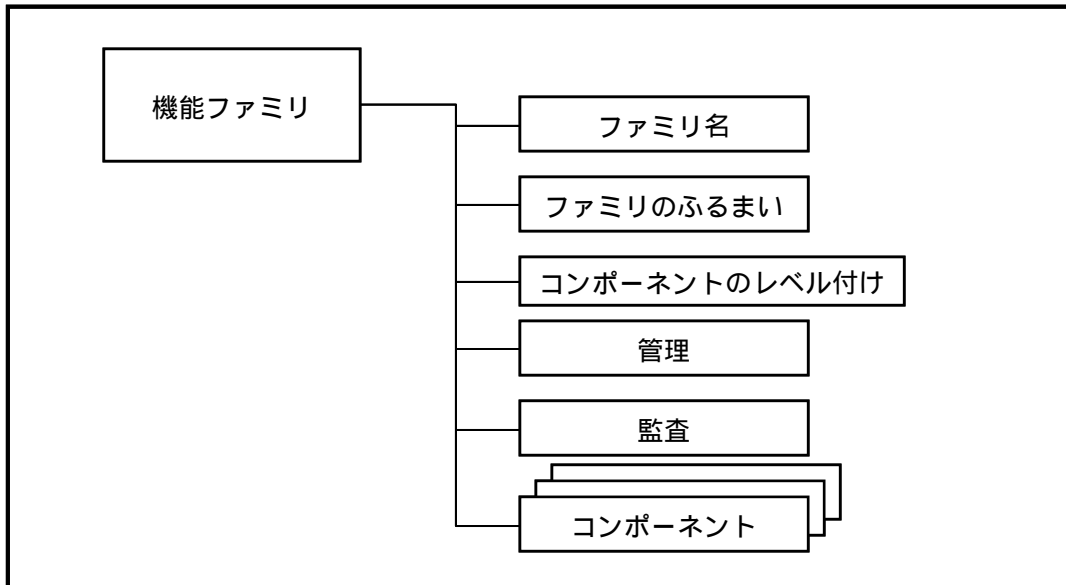 機能ファミリ
ファミリ名
ファミリのふるまい
コンポーネントのレベル付け
管理
監査
コンポーネント